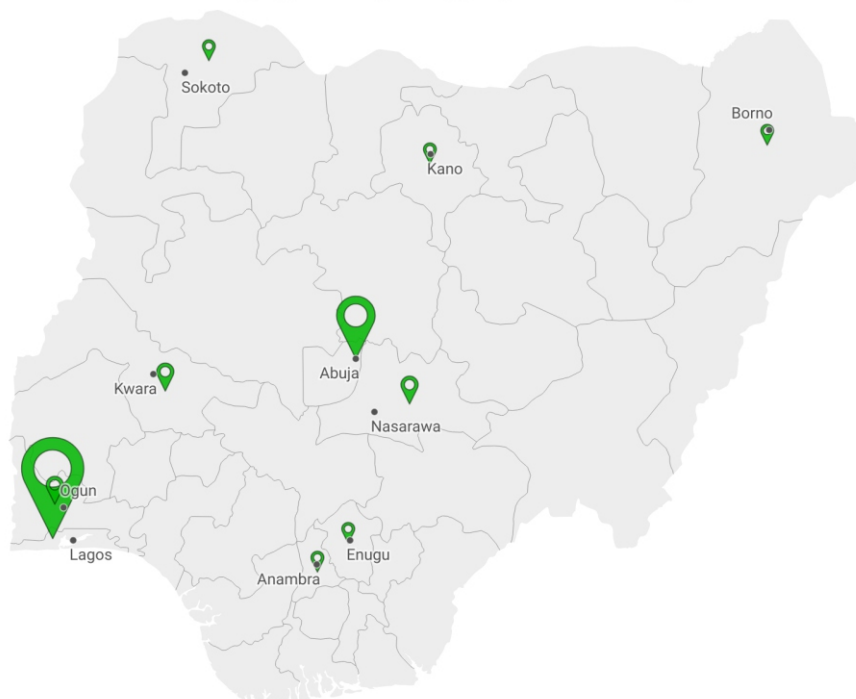 Sokoto
Borno
Kano
Abuja
Kwara
Nasarawa
Ogun
Lagos
Enugu
Anambra